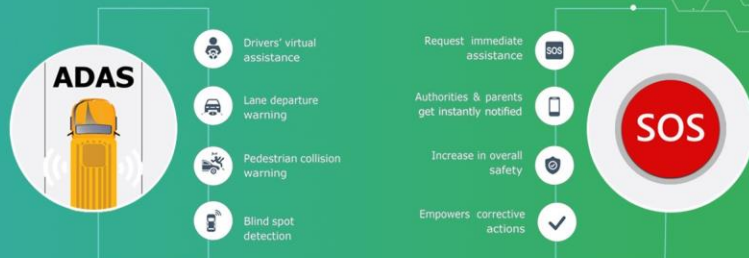 ADAS
Drivers' virtual
assistance
Lane departure
warning
Pedestrian collision
warning
Blind spot
detection
Request immediate
assistance
SOS
Authorities & parents
get instantly notified
Increase in overall
safety
Empowers corrective
actions
SOS